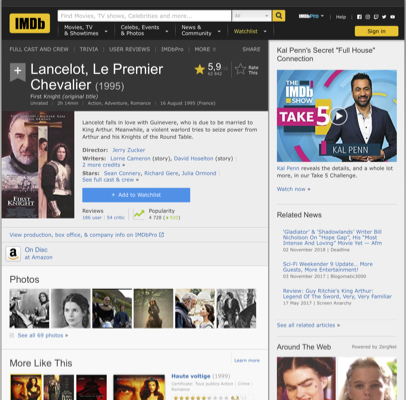 IMDb
Find Movies, TV shows, Celebrities and more...
All
IMDbPro
Help
Movies, TV & Showtimes
Celebs, Events & Photos
News & Community
Watchlist
Sign in
FULL CAST AND CREW | TRIVIA | USER REVIEWS | IMDbPro | MORE
SHARE
Lancelot, Le Premier Chevalier (1995)
5,9
Rate This
First Knight (original title)
Unrated | 2h 14min | Action, Adventure, Romance | 16 August 1995 (France)
FIRST KNIGHT
Lancelot falls in love with Guinevere, who is due to be married to
King Arthur. Meanwhile, a violent warlord tries to seize power from
Arthur and his Knights of the Round Table.
Director: Jerry Zucker
Writers: Lorne Cameron (story), David Hoselton (story) |
2 more credits »
Stars: Sean Connery, Richard Gere, Julia Ormond |
See full cast & crew »
+ Add to Watchlist
Reviews
user | 54 critic
Popularity
View production, box office, & company info on IMDbPro
a
On Disc
at Amazon
Photos
See all 69 photos »
More Like This
Learn more
Haute voltige (1999)
Kal Penn's Secret "Full House"
Connection
THE IMDb SHOW
TAKE 5
KAL PENN
Kal Penn reveals the details, and a whole lot
more, in our Take 5 Challenge.
Watch now »
Related News
'Gladiator' & 'Shadowlands' Writer Bill
Nicholson On "Hope Gap", His "Most
Intense And Loving Movie Yet — Afm
02 November 2018 | Deadline
Sci-Fi Weekender 9 Update.. More
Guests, More Entertainment!
03 November 2017 | Blogomatic3000
Review: Guy Ritchie's King Arthur:
Legend Of The Sword, Very, Very Familiar
17 May 2017 | Screen Anarchy
See all related articles »
Around The Web
Powered by ZergNet